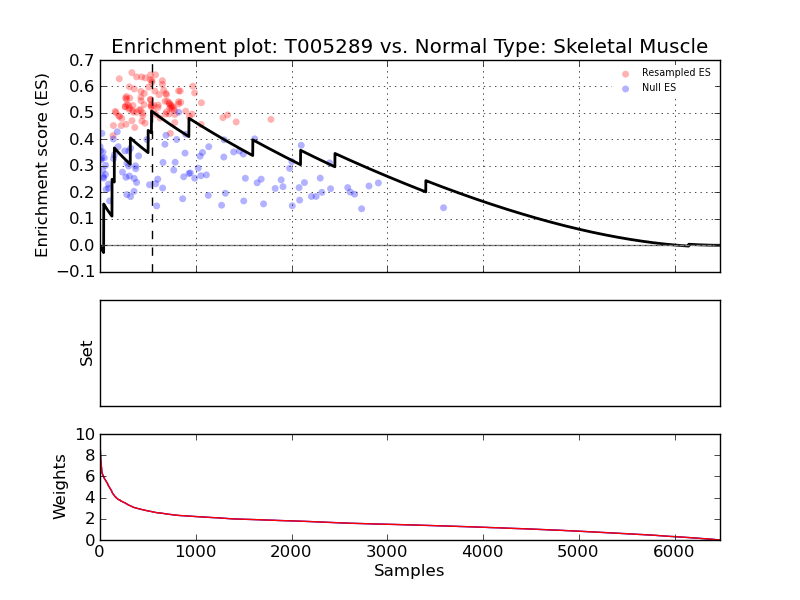 Enrichment plot: T005289 vs. Normal Type: Skeletal Muscle
0.7
0.6
0.5
0.4
0.3
0.2
0.1
0.0
−0.1
Enrichment score (ES)
Resampled ES
Null ES
Set
10
8
6
4
2
0
Weights
0 1000 2000 3000 4000 5000 6000
Samples